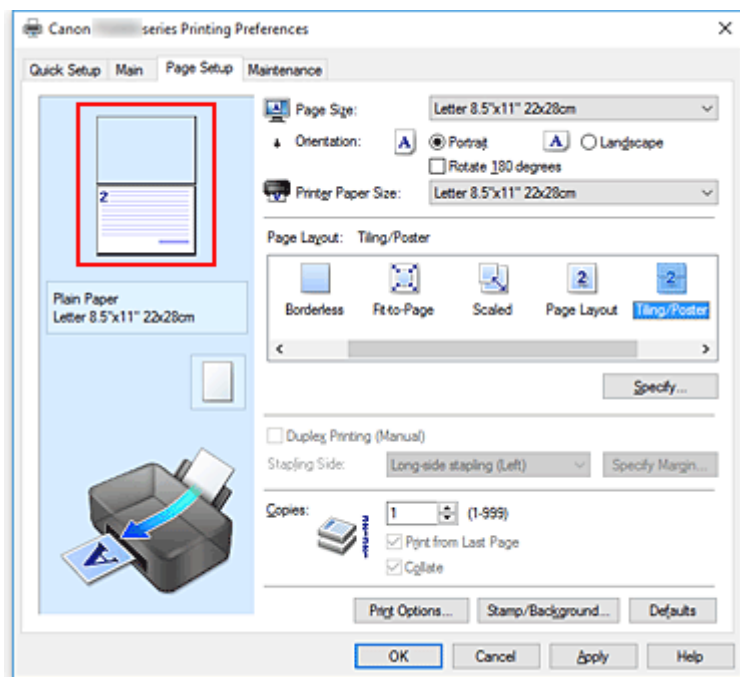 Canon series Printing Preferences
Quick Setup Main Page Setup Maintenance
2
Plain Paper
Letter 8.5"x11" 22x28cm
A
Page Size: Letter 8.5"x11" 22x28cm
Orientation: A Portrait A Landscape
Rotate 180 degrees
Printer Paper Size: Letter 8.5"x11" 22x28cm
Page Layout: Tiling/Poster
2 2
Borderless Fit-to-Page Scaled Page Layout Tiling/Poster
Specify...
Duplex Printing (Manual)
Stapling Side: Long-side stapling (Left) Specify Margin...
Copies: 1 (1-999)
Print from Last Page
Collate
Print Options... Stamp/Background... Defaults
OK Cancel Apply Help